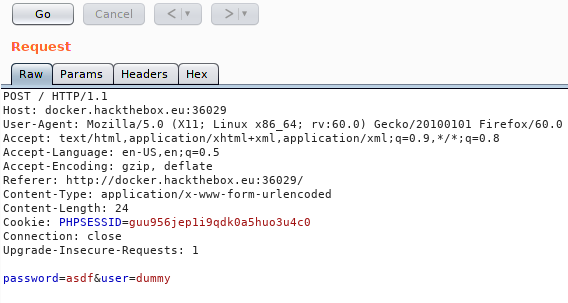 Go Cancel < > 
Request
Raw Params Headers Hex
POST / HTTP/1.1
Host: docker.hackthebox.eu:36029
User-Agent: Mozilla/5.0 (X11; Linux x86_64; rv:60.0) Gecko/20100101 Firefox/60.0
Accept: text/html,application/xhtml+xml,application/xml;q=0.9,*/*;q=0.8
Accept-Language: en-US,en;q=0.5
Accept-Encoding: gzip, deflate
Referer: http://docker.hackthebox.eu:36029/
Content-Type: application/x-www-form-urlencoded
Content-Length: 24
Cookie: PHPSESSID=guu956jep1i9qdk0a5huo3u4c0
Connection: close
Upgrade-Insecure-Requests: 1
password=asdf&user=dummy